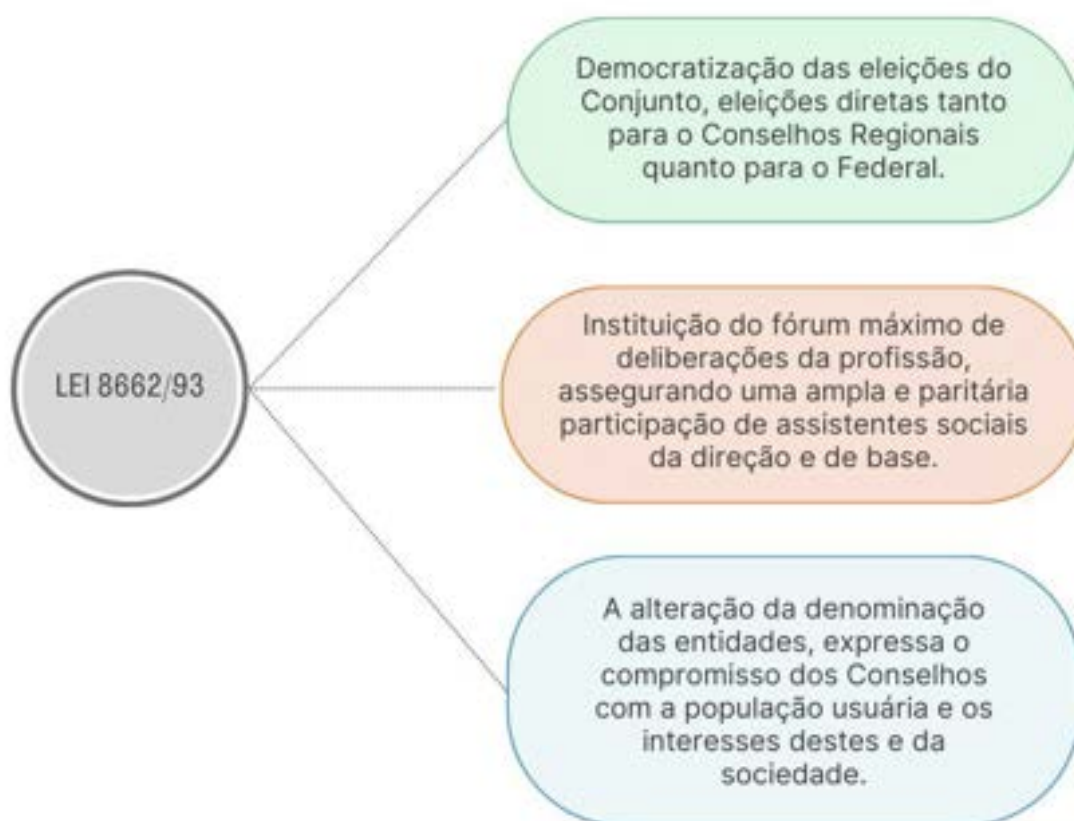 Democratização das eleições do
Conjunto, eleições diretas tanto
para o Conselhos Regionais
quanto para o Federal.
LEI 8662/93
Instituição do fórum máximo de
deliberações da profissão,
assegurando uma ampla e paritária
participação de assistentes sociais
da direção e de base.
A alteração da denominação
das entidades, expressa o
compromisso dos Conselhos
com a população usuária e os
interesses destes e da
sociedade.